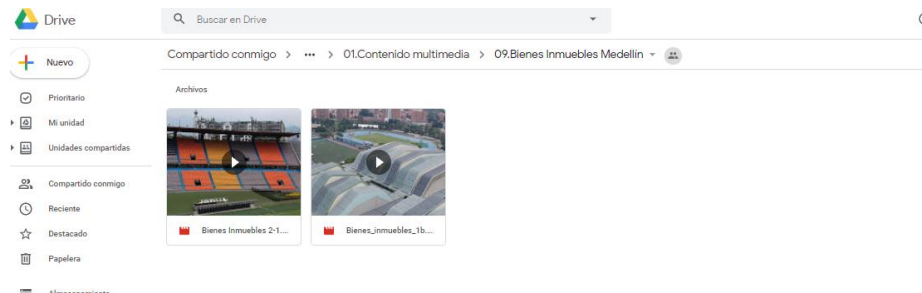 Drive
Buscar en Drive
Compartido conmigo > ••• > 01.Contenido multimedia > 09.Bienes Inmuebles Medellín
Nuevo
Archivos
Prioritario
Mi unidad
Unidades compartidas
Compartido conmigo
Reciente
Destacado
Papelera
Bienes Inmuebles 2-1....
Bienes_inmuebles_1b....
Almacenamiento